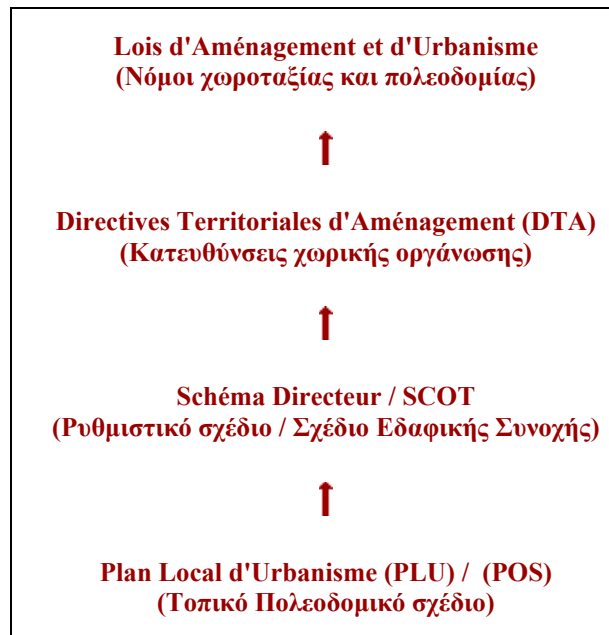 Lois d'Aménagement et d'Urbanisme
(Νόμοι χωροταξίας και πολεοδομίας)
Directives Territoriales d'Aménagement (DTA)
(Κατευθύνσεις χωρικής οργάνωσης)
Schéma Directeur / SCOT
(Ρυθμιστικό σχέδιο / Σχέδιο Εδαφικής Συνοχής)
Plan Local d'Urbanisme (PLU) / (POS)
(Τοπικό Πολεοδομικό σχέδιο)